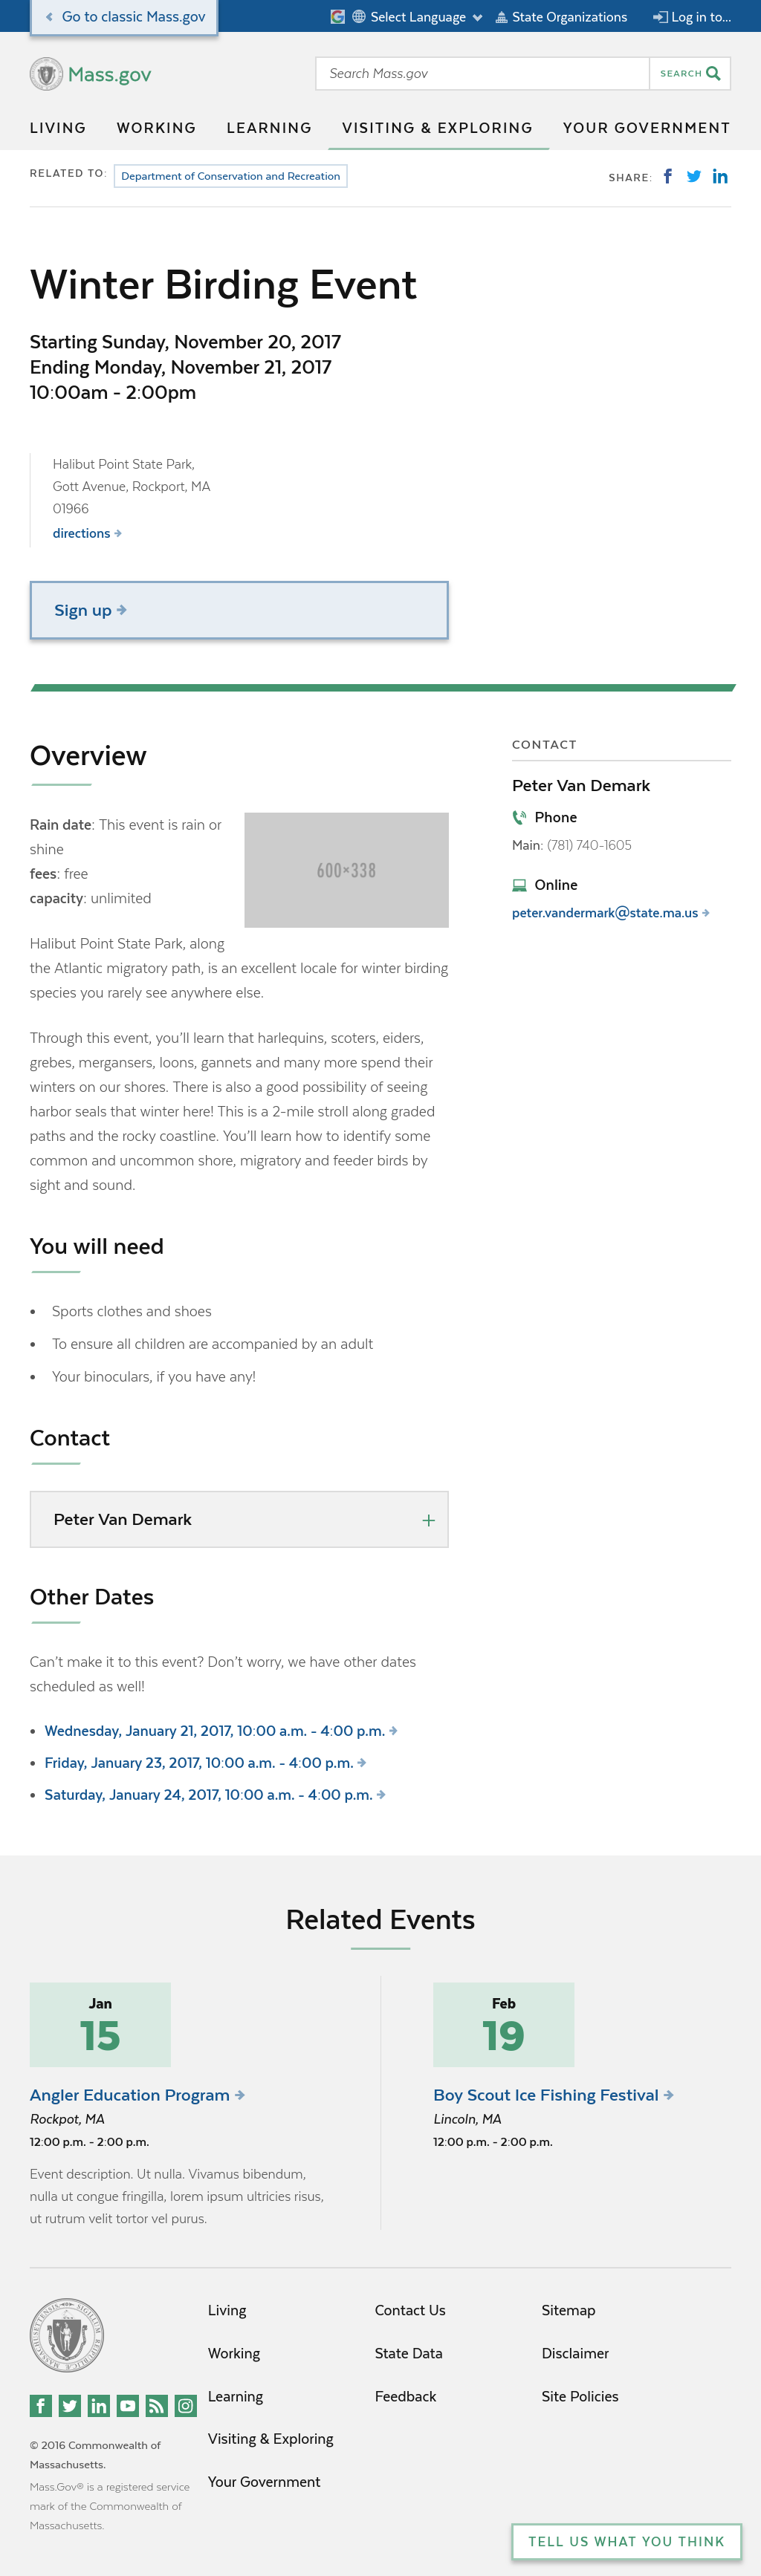 Go to classic Mass.gov
Select Language
State Organizations
Log in to...
Mass.gov
Search Mass.gov
SEARCH
LIVING WORKING LEARNING VISITING & EXPLORING YOUR GOVERNMENT
RELATED TO: Department of Conservation and Recreation
SHARE:
Winter Birding Event
Starting Sunday, November 20, 2017
Ending Monday, November 21, 2017
10:00am - 2:00pm
Halibut Point State Park,
Gott Avenue, Rockport, MA
01966
directions
Sign up
Overview
Rain date: This event is rain or
shine
fees: free
capacity: unlimited
600×338
Halibut Point State Park, along
the Atlantic migratory path, is an excellent locale for winter birding
species you rarely see anywhere else.
Through this event, you’ll learn that harlequins, scoters, eiders,
grebes, mergansers, loons, gannets and many more spend their
winters on our shores. There is also a good possibility of seeing
harbor seals that winter here! This is a 2-mile stroll along graded
paths and the rocky coastline. You’ll learn how to identify some
common and uncommon shore, migratory and feeder birds by
sight and sound.
You will need
• Sports clothes and shoes
• To ensure all children are accompanied by an adult
• Your binoculars, if you have any!
Contact
Peter Van Demark
Other Dates
Can’t make it to this event? Don’t worry, we have other dates
scheduled as well!
• Wednesday, January 21, 2017, 10:00 a.m. - 4:00 p.m.
• Friday, January 23, 2017, 10:00 a.m. - 4:00 p.m.
• Saturday, January 24, 2017, 10:00 a.m. - 4:00 p.m.
CONTACT
Peter Van Demark
Phone
Main: (781) 740-1605
Online
peter.vandermark@state.ma.us
Related Events
Jan
15
Angler Education Program
Rockpot, MA
12:00 p.m. - 2:00 p.m.
Event description. Ut nulla. Vivamus bibendum,
nulla ut congue fringilla, lorem ipsum ultricies risus,
ut rutrum velit tortor vel purus.
Feb
19
Boy Scout Ice Fishing Festival
Lincoln, MA
12:00 p.m. - 2:00 p.m.
© 2016 Commonwealth of
Massachusetts.
Mass.Gov® is a registered service
mark of the Commonwealth of
Massachusetts.
Living
Working
Learning
Visiting & Exploring
Your Government
Contact Us
State Data
Feedback
Sitemap
Disclaimer
Site Policies
TELL US WHAT YOU THINK